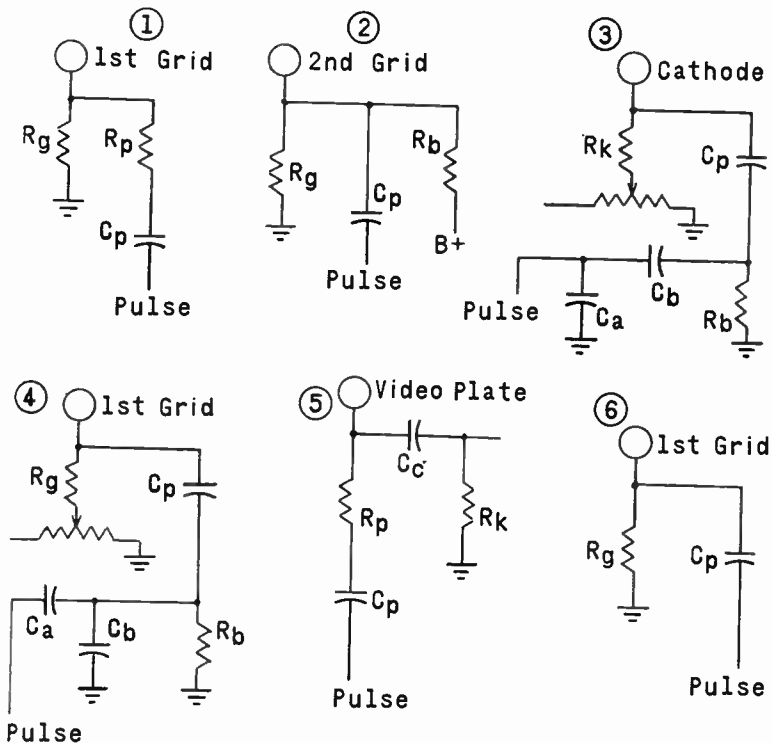 1
1st Grid
Rg
Rp
Cp
Pulse
2
2nd Grid
Rg
Cp
Rb
B+
Pulse
3
Cathode
Rk
Cp
Pulse
Ca
Cb
Rb
4
1st Grid
Rg
Cp
Ca
Cb
Rb
Pulse
5
Video Plate
Cc
Rp
Rk
Cp
Pulse
6
1st Grid
Rg
Cp
Pulse